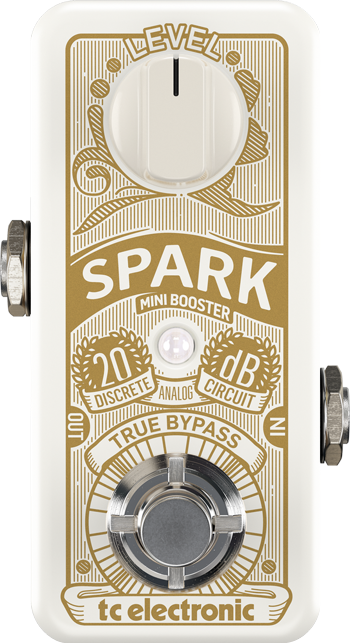 LEVEL
SPARK
MINI BOOSTER
20 dB
DISCRETE ANALOG CIRCUIT
OUT IN
TRUE BYPASS
tc electronic